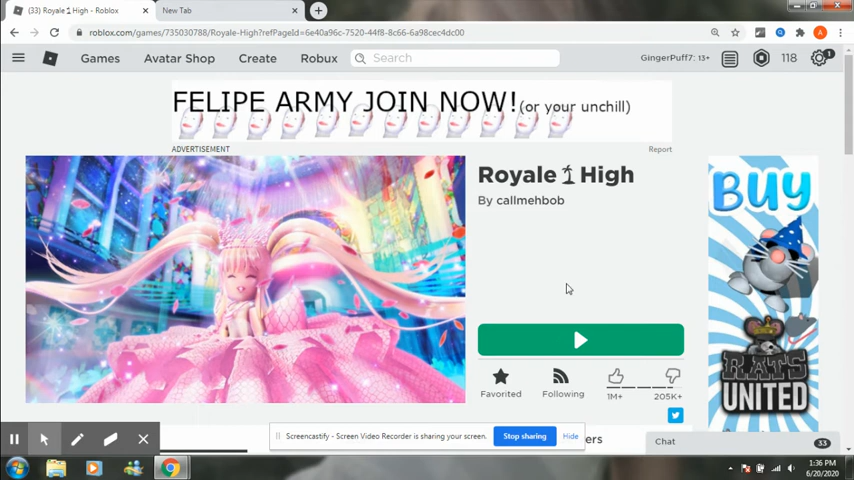 (33) Royale High - Roblox
New Tab
roblox.com/games/735030788/Royale-High?refPageId=6e40a96c-7520-44f8-8c66-6a98cec4dc00
Games
Avatar Shop
Create
Robux
Search
GingerPuff7: 13+
118
1
FELIPE ARMY JOIN NOW!(or your unchill)
ADVERTISEMENT
Report
Royale High
By callmehbob
BUY
RATS
UNITED
Favorited
Following
1M+
205K+
Screencastify - Screen Video Recorder is sharing your screen.
Stop sharing
Hide
ers
Chat
33
1:36 PM
6/20/2020